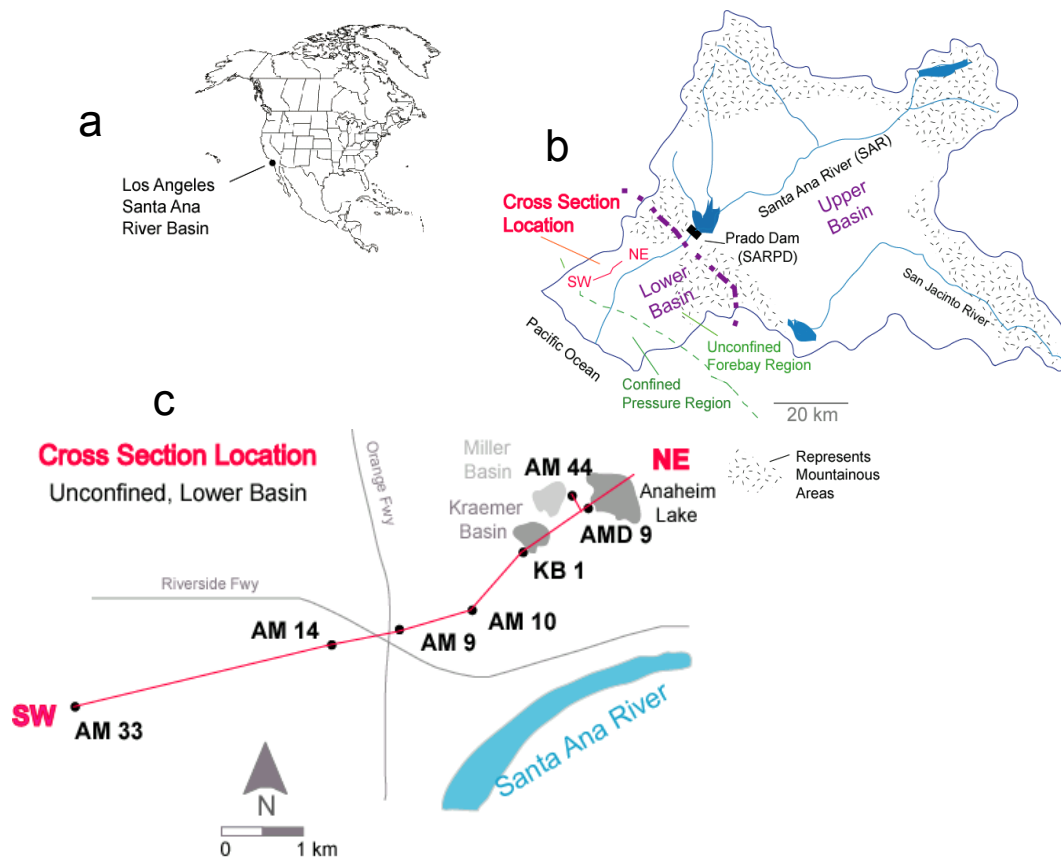 a
Los Angeles
Santa Ana
River Basin
b
Santa Ana River (SAR)
Upper
Basin
Cross Section
Location
NE
SW
Prado Dam
(SARPD)
Lower
Basin
San Jacinto River
Pacific Ocean
Unconfined
Forebay Region
Confined
Pressure Region
20 km
Represents
Mountainous
Areas
c
Cross Section Location
Unconfined, Lower Basin
Orange Fwy
Miller
Basin
AM 44
NE
Anaheim
Lake
Kraemer
Basin
AMD 9
KB 1
Riverside Fwy
AM 10
AM 14
AM 9
SW
AM 33
Santa Ana River
N
0 1 km